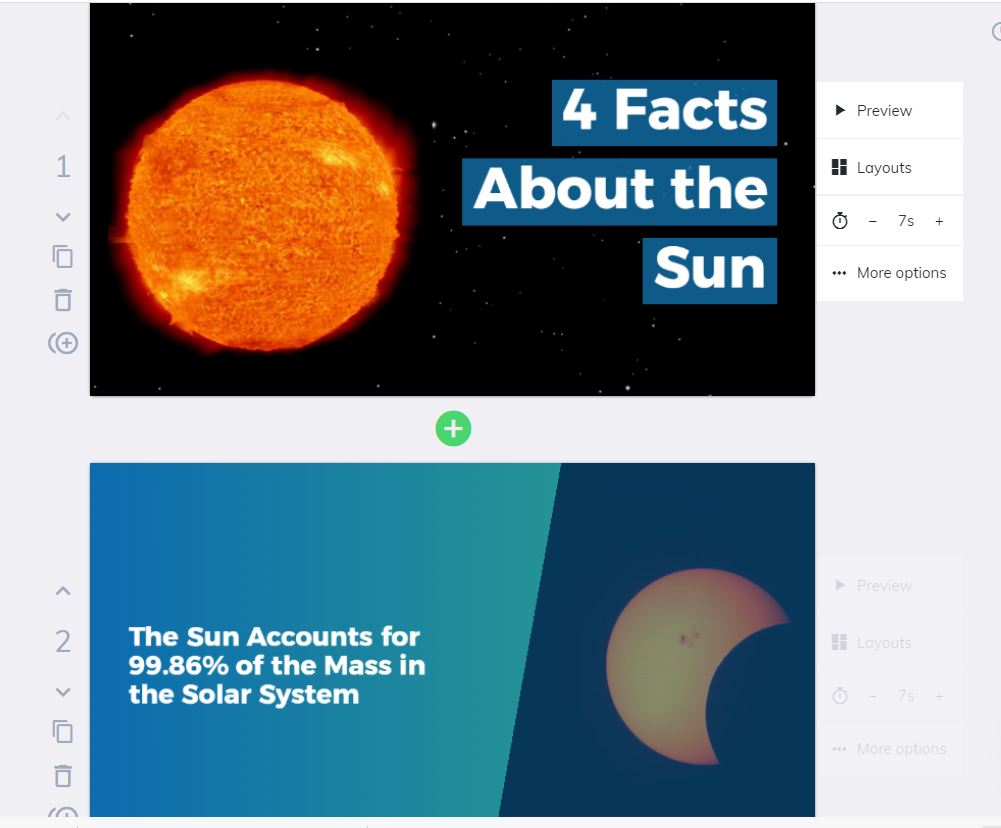 1
4 Facts
About the
Sun
Preview
Layouts
− 7s +
More options
2
The Sun Accounts for
99.86% of the Mass in
the Solar System
Preview
Layouts
− 7s +
More options